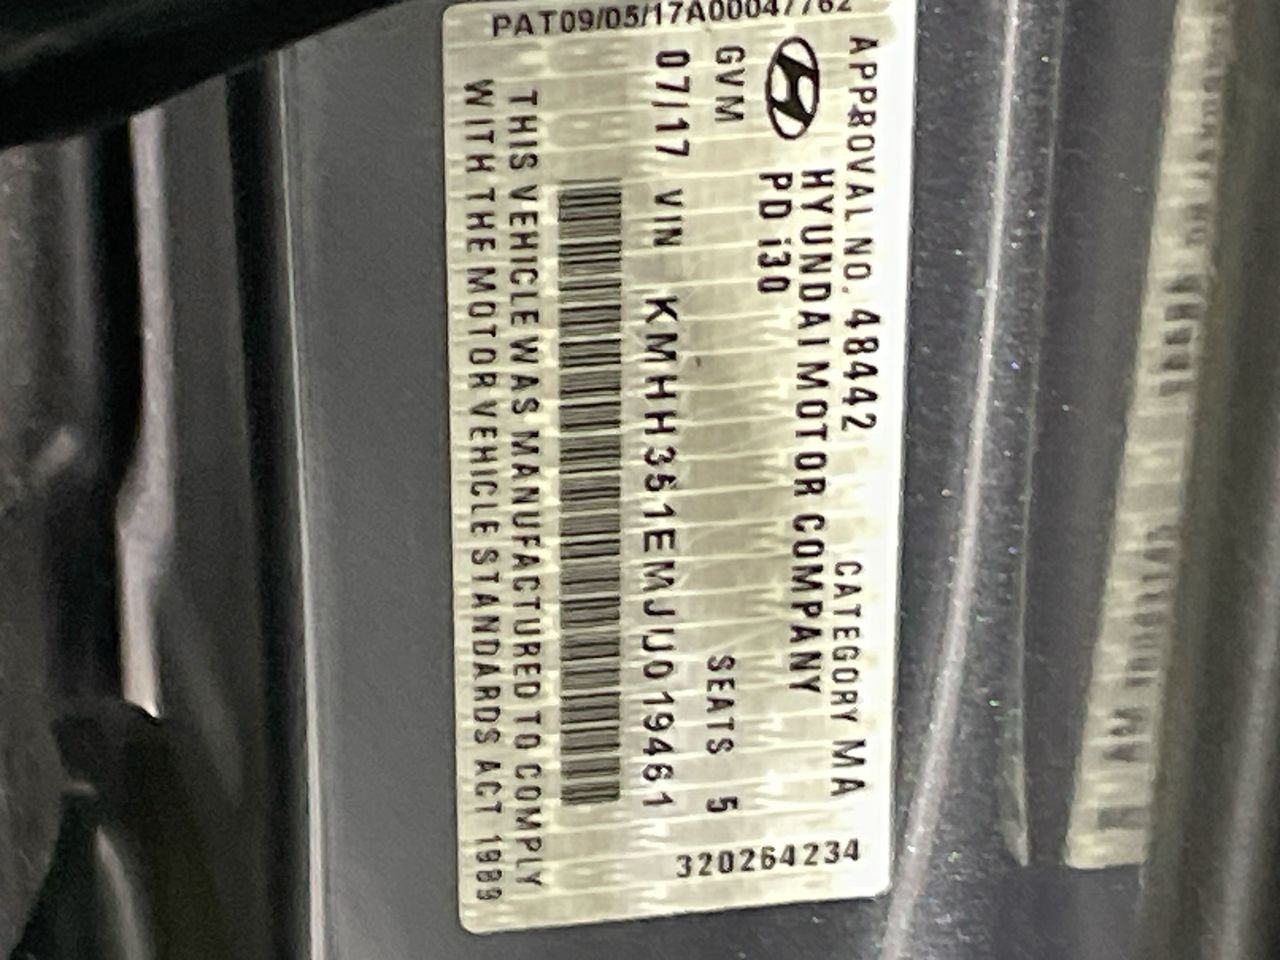 PAT09/05/17A00047762
APPROVAL NO. 48442 CATEGORY MA
HYUNDAI MOTOR COMPANY
PD i30
GVM SEATS 5
07/17 VIN KMHH351EMJU019461
THIS VEHICLE WAS MANUFACTURED TO COMPLY
WITH THE MOTOR VEHICLE STANDARDS ACT 1989
320264234